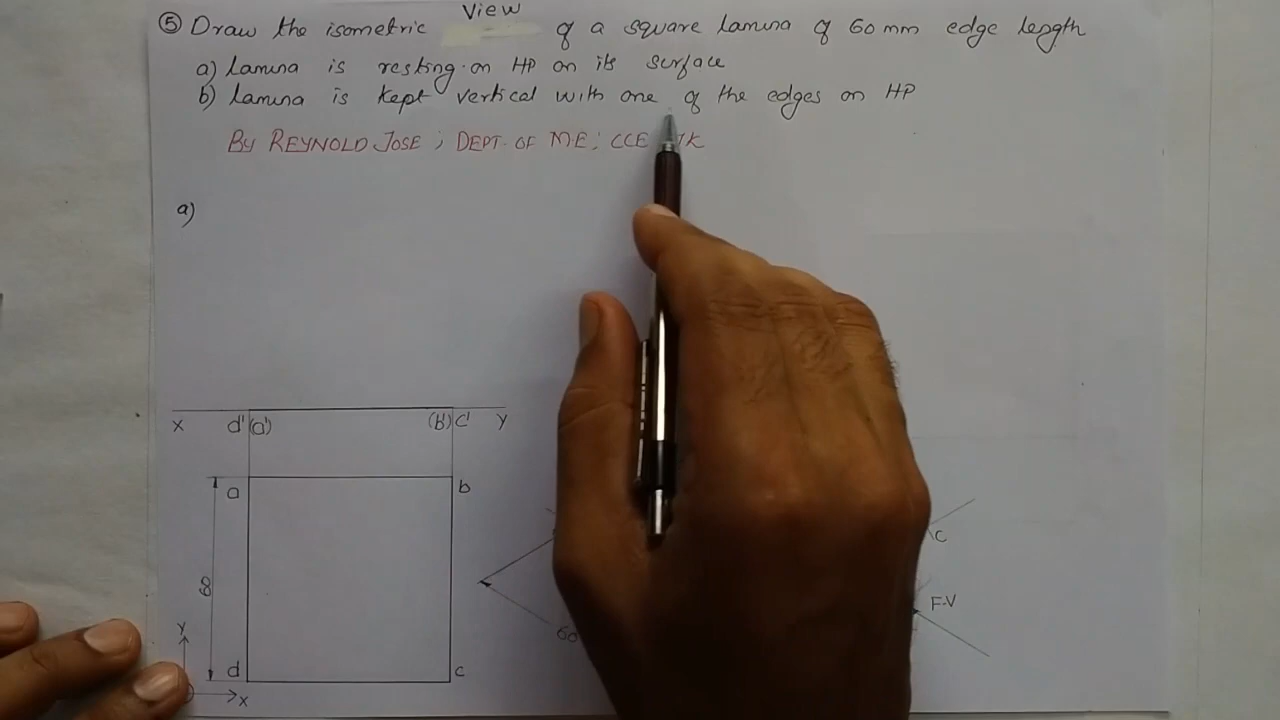 ⑤ Draw the isometric View of a square lamina of 60 mm edge length
a) Lamina is resting on HP on its surface
b) Lamina is kept vertical with one of the edges on HP
By REYNOLD JOSE ; DEPT. OF M.E ; CCE
a)
X d' (a') (b') c' Y
a b
60
d c
Y
X
60
C
F.V